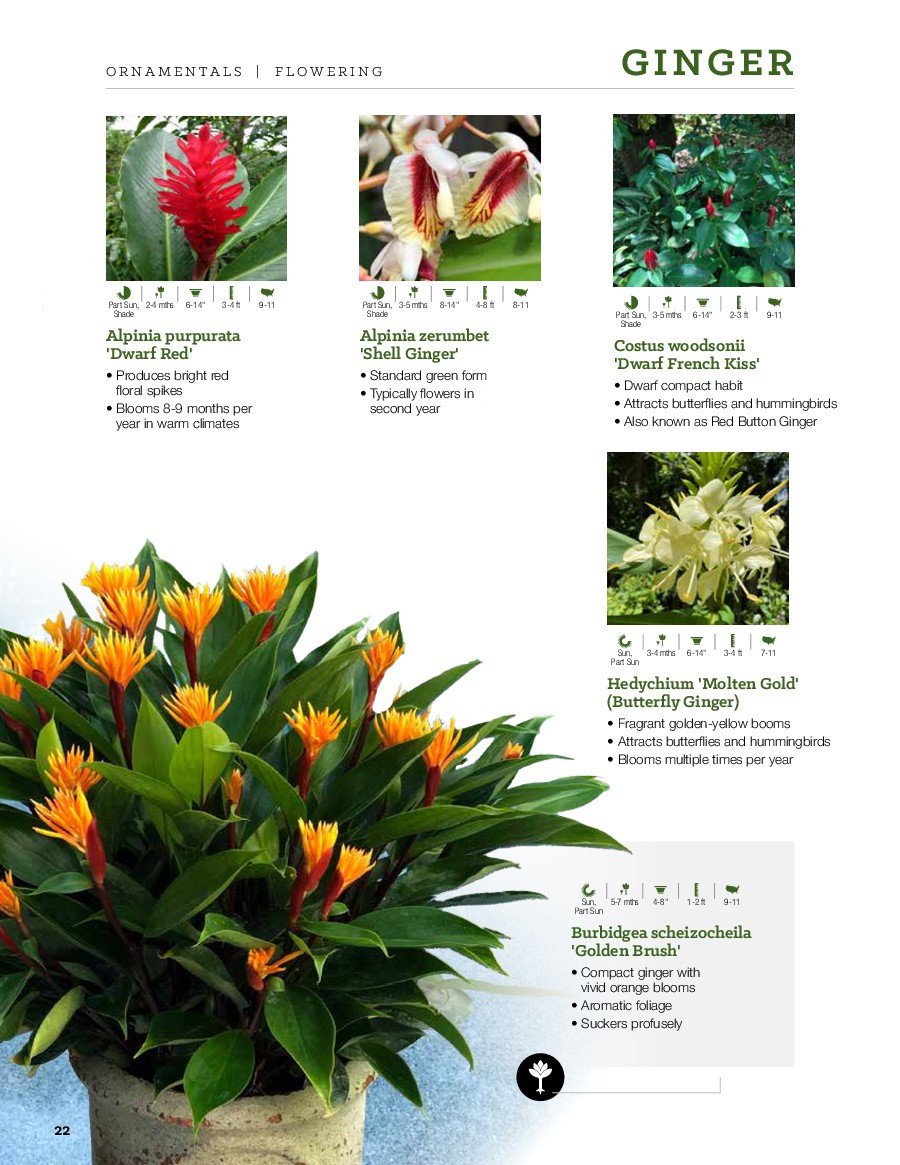 ORNAMENTALS | FLOWERING
GINGER
Part Sun, Shade | 2-4 mths | 6-14" | 3-4 ft | 9-11
Alpinia purpurata
'Dwarf Red'
• Produces bright red
floral spikes
• Blooms 8-9 months per
year in warm climates
Part Sun, Shade | 3-5 mths | 8-14" | 4-8 ft | 8-11
Alpinia zerumbet
'Shell Ginger'
• Standard green form
• Typically flowers in
second year
Part Sun, Shade | 3-5 mths | 6-14" | 2-3 ft | 9-11
Costus woodsonii
'Dwarf French Kiss'
• Dwarf compact habit
• Attracts butterflies and hummingbirds
• Also known as Red Button Ginger
Sun, Part Sun | 3-4 mths | 6-14" | 3-4 ft | 7-11
Hedychium 'Molten Gold'
(Butterfly Ginger)
• Fragrant golden-yellow booms
• Attracts butterflies and hummingbirds
• Blooms multiple times per year
Sun, Part Sun | 5-7 mths | 4-8" | 1-2 ft | 9-11
Burbidgea scheizocheila
'Golden Brush'
• Compact ginger with
vivid orange blooms
• Aromatic foliage
• Suckers profusely
22